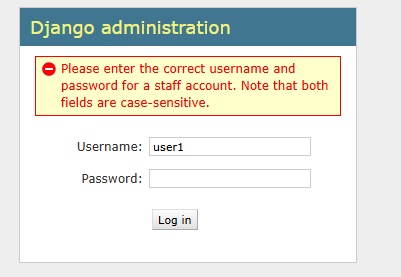 Django administration
Please enter the correct username and
password for a staff account. Note that both
fields are case-sensitive.
Username: user1
Password:
Log in